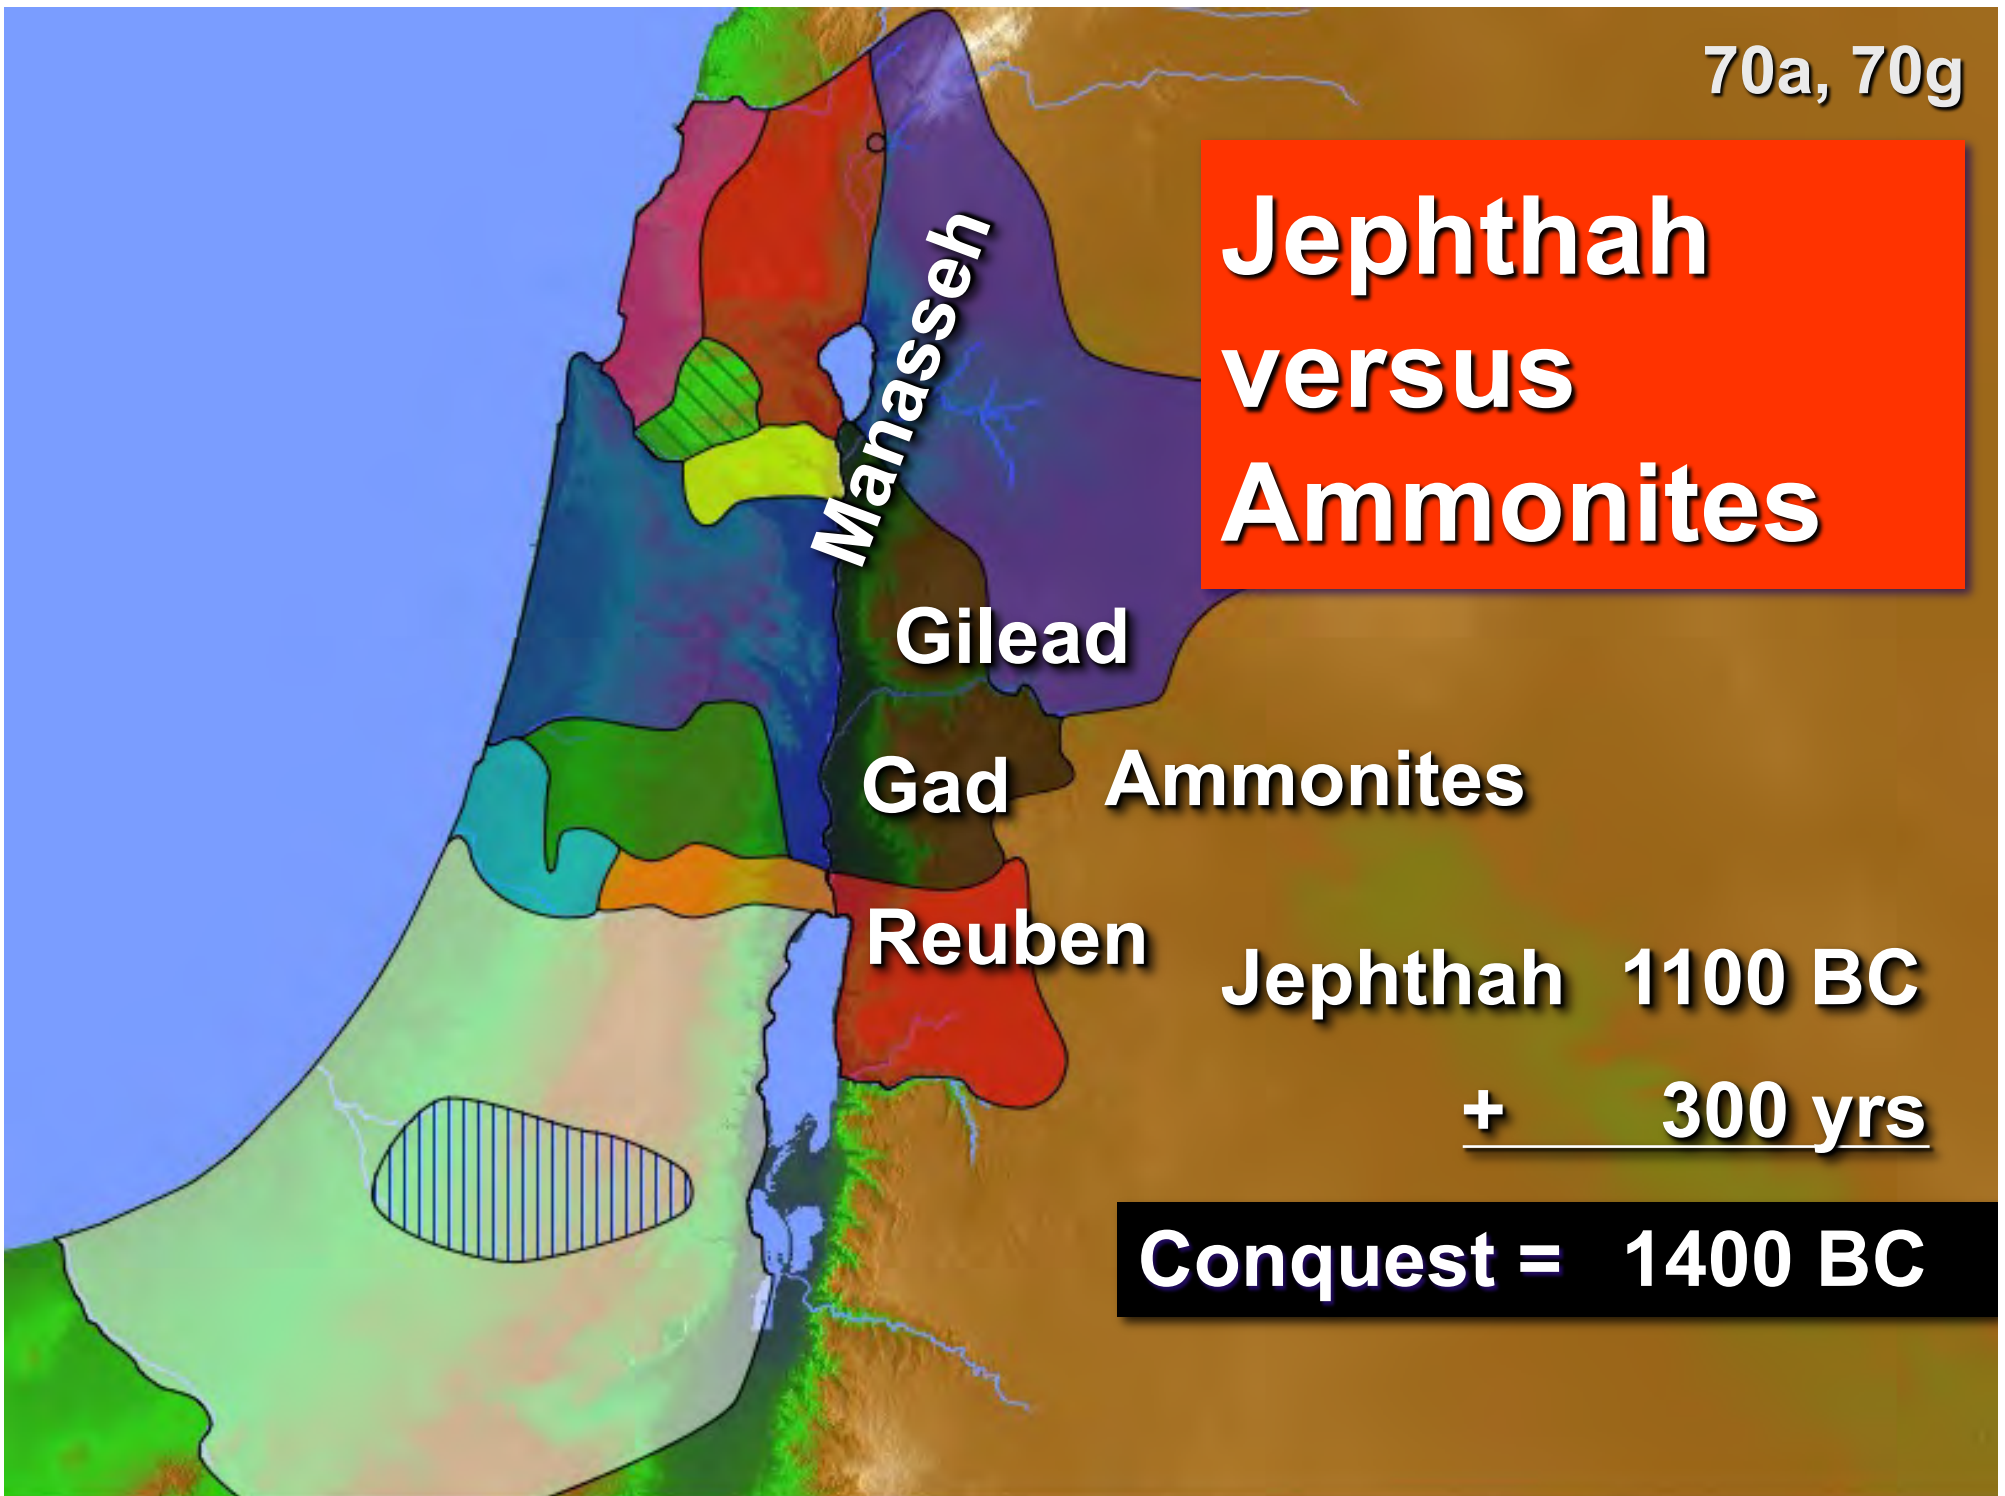 70a, 70g
Jephthah
versus
Ammonites
Manasseh
Gilead
Gad
Ammonites
Reuben
Jephthah 1100 BC
+ 300 yrs
Conquest = 1400 BC